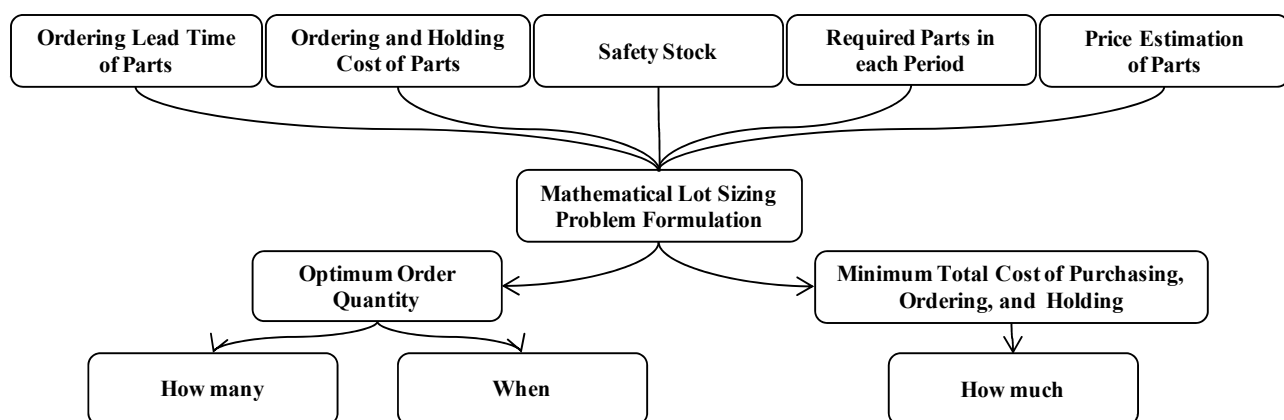 Ordering Lead Time
of Parts
Ordering and Holding
Cost of Parts
Safety Stock
Required Parts in
each Period
Price Estimation
of Parts
Mathematical Lot Sizing
Problem Formulation
Optimum Order
Quantity
Minimum Total Cost of Purchasing,
Ordering, and Holding
How many
When
How much